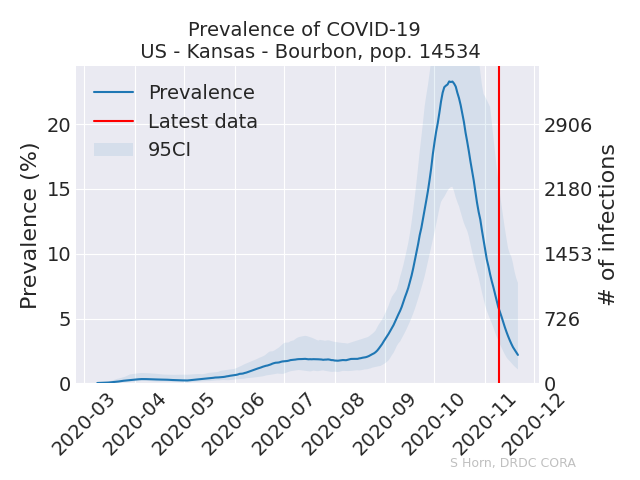 Prevalence of COVID-19
US - Kansas - Bourbon, pop. 14534
Prevalence
Latest data
95CI
Prevalence (%)
20
15
10
5
0
2906
2180
1453
726
0
# of infections
2020-03
2020-04
2020-05
2020-06
2020-07
2020-08
2020-09
2020-10
2020-11
2020-12
S Horn, DRDC CORA